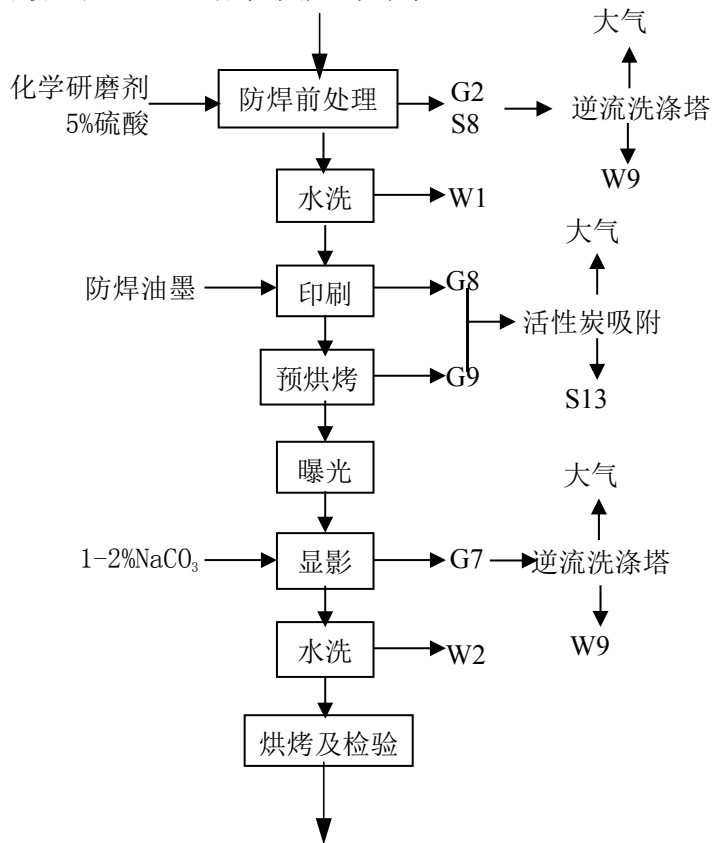 大气
化学研磨剂
5%硫酸
防焊前处理
G2
S8
逆流洗涤塔
W9
水洗
W1
大气
防焊油墨
印刷
G8
活性炭吸附
预烘烤
G9
S13
曝光
大气
1-2%NaCO₃
显影
G7
逆流洗涤塔
水洗
W2
W9
烘烤及检验